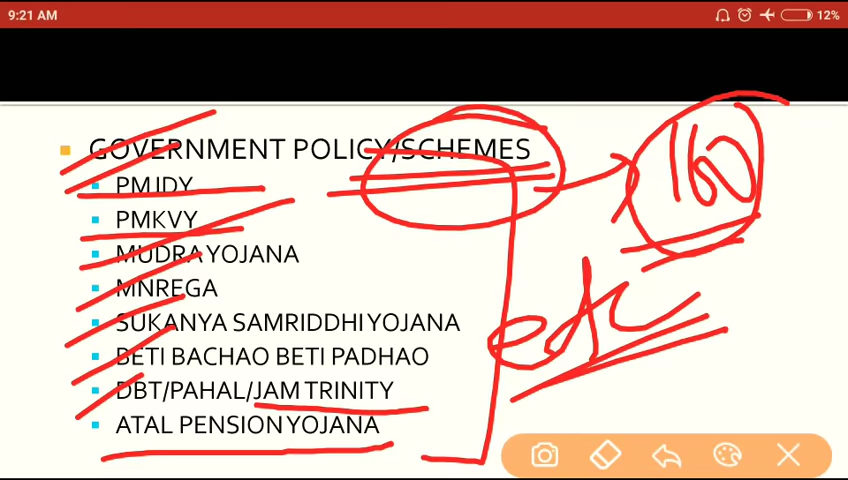 9:21 AM
12%
GOVERNMENT POLICY/SCHEMES
160
PMJDY
PMKVY
MUDRA YOJANA
MNREGA
SUKANYA SAMRIDDHI YOJANA
etc
BETI BACHAO BETI PADHAO
DBT/PAHAL/JAM TRINITY
ATAL PENSION YOJANA